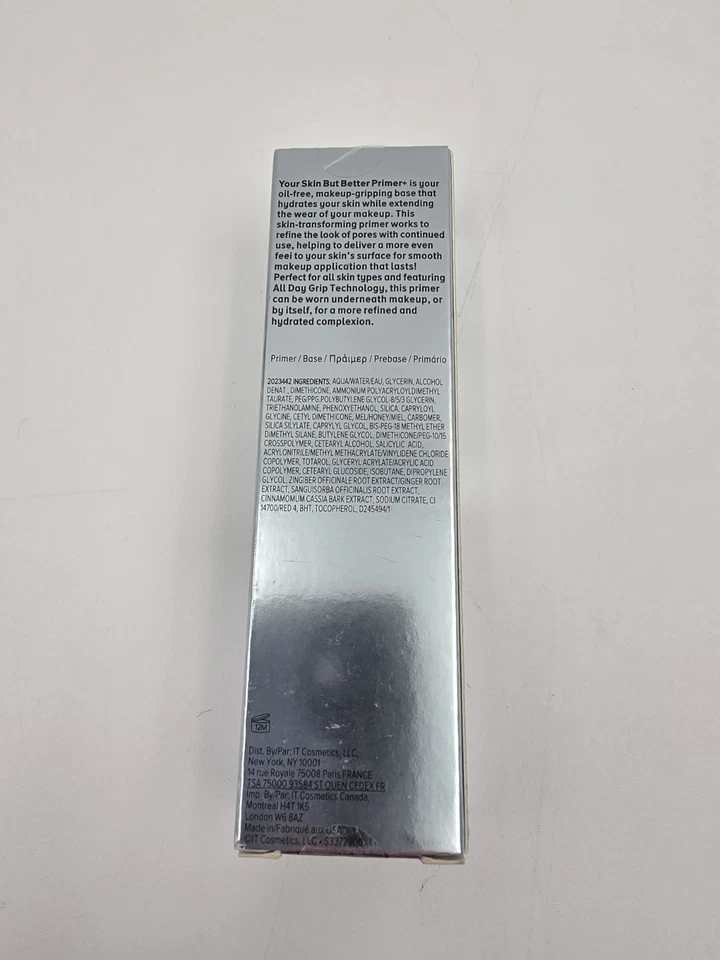 Your Skin But Better Primer+ is your
oil-free, makeup-gripping base that
hydrates your skin while extending
the wear of your makeup. This
skin-transforming primer works to
refine the look of pores with continued
use, helping to deliver a more even
feel to your skin's surface for smooth
makeup application that lasts!
Perfect for all skin types and featuring
All Day Grip Technology, this primer
can be worn underneath makeup, or
by itself, for a more refined and
hydrated complexion.
Primer / Base / Πράιμερ / Prebase / Primário
2023442 INGREDIENTS: AQUA/WATER/EAU, GLYCERIN, ALCOHOL
DENAT., DIMETHICONE, AMMONIUM POLYACRYLOYLDIMETHYL
TAURATE, PEG/PPG/POLYBUTYLENE GLYCOL-8/5/3 GLYCERIN,
TRIETHANOLAMINE, PHENOXYETHANOL, SILICA, CAPRYLOYL
GLYCINE, CETYL DIMETHICONE, MEL/HONEY/MIEL, CARBOMER,
SILICA SILYLATE, CAPRYLYL GLYCOL, BIS-PEG-18 METHYL ETHER
DIMETHYL SILANE, BUTYLENE GLYCOL, DIMETHICONE/PEG-10/15
CROSSPOLYMER, CETEARYL ALCOHOL, SALICYLIC ACID,
ACRYLONITRILE/METHYL METHACRYLATE/VINYLIDENE CHLORIDE
COPOLYMER, TOTAROL, GLYCERYL ACRYLATE/ACRYLIC ACID
COPOLYMER, CETEARYL GLUCOSIDE, ISOBUTANE, DIPROPYLENE
GLYCOL, ZINGIBER OFFICINALE ROOT EXTRACT/GINGER ROOT
EXTRACT, SANGUISORBA OFFICINALIS ROOT EXTRACT,
CINNAMOMUM CASSIA BARK EXTRACT, SODIUM CITRATE, CI
14700/RED 4, BHT, TOCOPHEROL, D245494/1
12M
Dist. By/Par: IT Cosmetics, LLC,
New York, NY 10001
14 rue Royale 75008 Paris FRANCE
TSA 75000 93584 ST OUEN CEDEX FR
Imp. By/Par: IT Cosmetics Canada,
Montreal H4T 1K5
London W6 8AZ
Made in/Fabriqué aux USA
©IT Cosmetics, LLC •